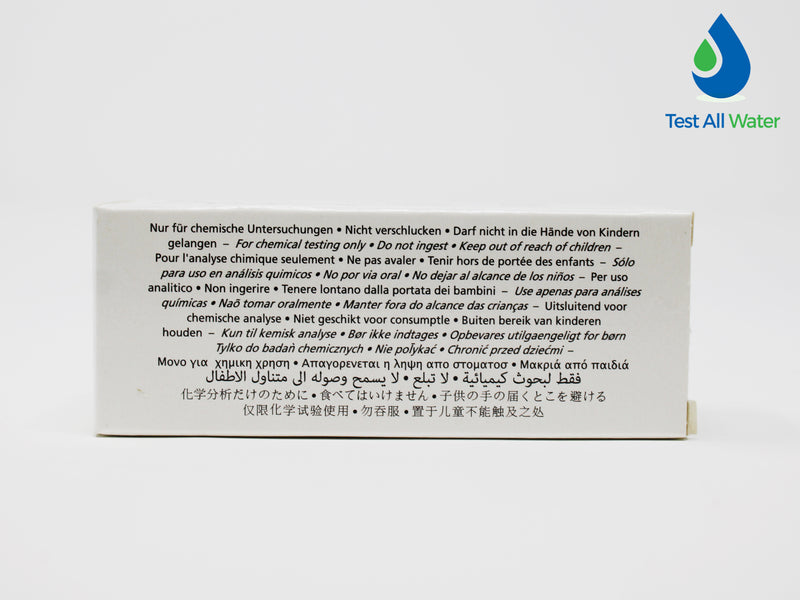 Test All Water
Nur für chemische Untersuchungen • Nicht verschlucken • Darf nicht in die Hände von Kindern
gelangen – For chemical testing only • Do not ingest • Keep out of reach of children –
Pour l'analyse chimique seulement • Ne pas avaler • Tenir hors de portée des enfants – Sólo
para uso en análisis quimicos • No por via oral • No dejar al alcance de los niños – Per uso
analitico • Non ingerire • Tenere lontano dalla portata dei bambini – Use apenas para análises
químicas • Naõ tomar oralmente • Manter fora do alcance das crianças – Uitsluitend voor
chemische analyse • Niet geschikt voor consumptle • Buiten bereik van kinderen
houden – Kun til kemisk analyse • Bør ikke indtages • Opbevares utilgaengeligt for børn
Tylko do badań chemicznych • Nie połykać • Chronić przed dziećmi –
Μονο για χημικη χρηση • Απαγορενεται η ληψη απο στοματοσ • Μακριά από παιδιά
فقط لبحوث كيميائية • لا تبلع • لا يسمح وصوله الى متناول الاطفال
化学分析だけのために • 食べてはいけません • 子供の手の届くとこを避ける
仅限化学试验使用 • 勿吞服 • 置于儿童不能触及之处